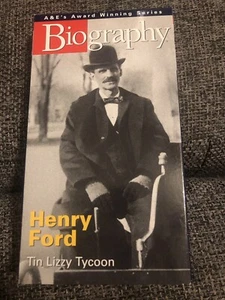 A&E's Award Winning Series
Biography
Henry
Ford
Tin Lizzy Tycoon